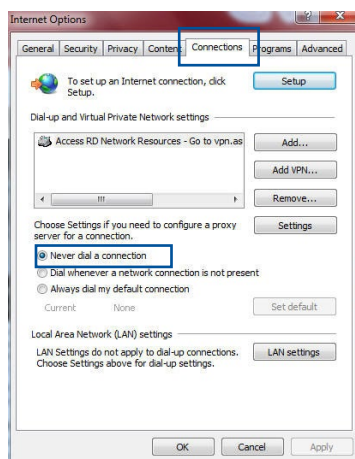 Internet Options
General Security Privacy Content Connections Programs Advanced
To set up an Internet connection, click
Setup.
Setup
Dial-up and Virtual Private Network settings
Access RD Network Resources - Go to vpn.as
Add...
Add VPN...
Remove...
Choose Settings if you need to configure a proxy
server for a connection.
Settings
Never dial a connection
Dial whenever a network connection is not present
Always dial my default connection
Current None
Set default
Local Area Network (LAN) settings
LAN Settings do not apply to dial-up connections.
Choose Settings above for dial-up settings.
LAN settings
OK Cancel Apply